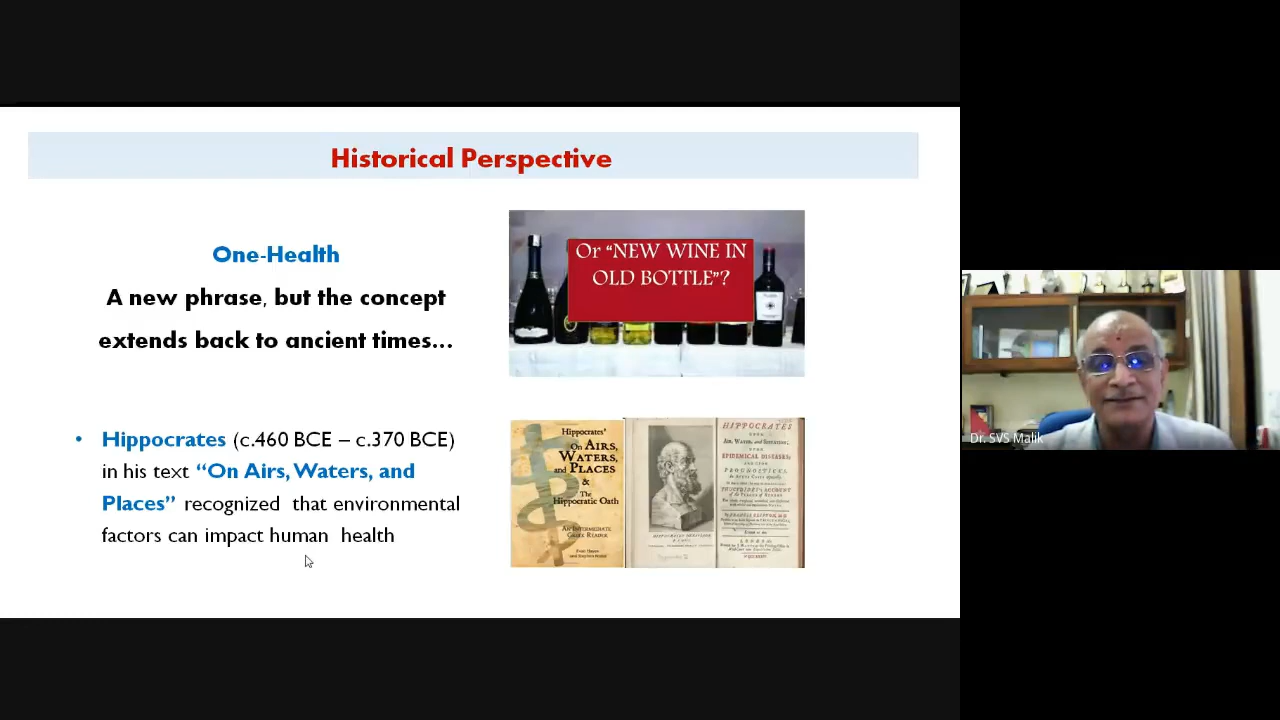 Historical Perspective
One-Health
A new phrase, but the concept
extends back to ancient times...
Or “NEW WINE IN
OLD BOTTLE”?
• Hippocrates (c.460 BCE – c.370 BCE)
in his text “On Airs, Waters, and
Places” recognized that environmental
factors can impact human health
Hippocrates'
On AIRS,
WATERS,
and PLACES
&
The
Hippocratic Oath
AN INTERMEDIATE
GREEK READER
HIPPOCRATES
UPON
Air, Water, and Situation;
UPON
EPIDEMICAL DISEASES;
AND UPON
PROGNOSTICS,
Dr. SVS Malik